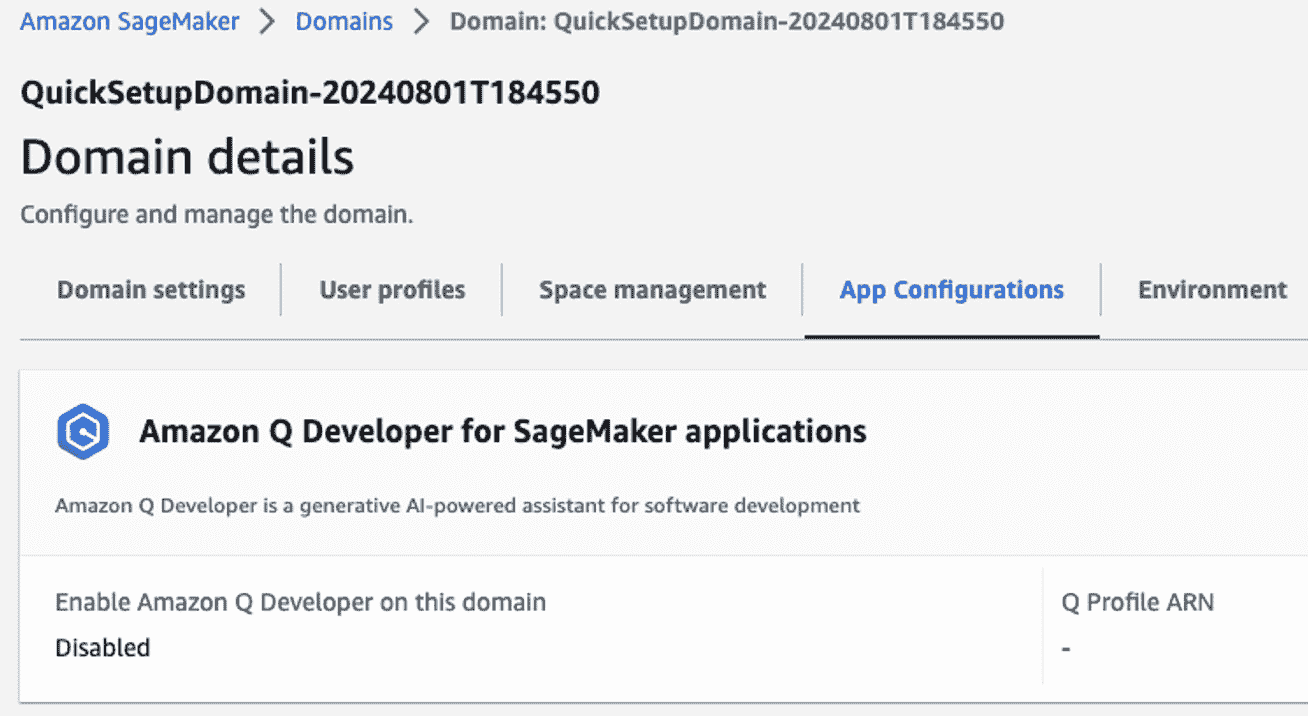 Amazon SageMaker > Domains > Domain: QuickSetupDomain-20240801T184550
QuickSetupDomain-20240801T184550
Domain details
Configure and manage the domain.
Domain settings User profiles Space management App Configurations Environment
Amazon Q Developer for SageMaker applications
Amazon Q Developer is a generative AI-powered assistant for software development
Enable Amazon Q Developer on this domain Q Profile ARN
Disabled -